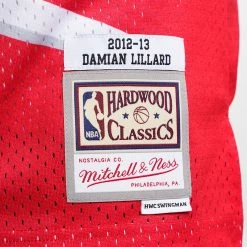 2012-13
DAMIAN LILLARD
HARDWOOD
NBA
CLASSICS
NOSTALGIA CO.
Mitchell & Ness
PHILADELPHIA, PA.
HWC SWINGMAN